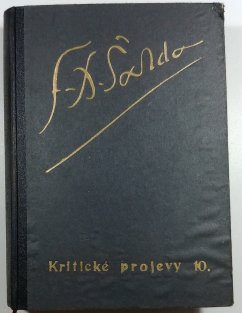 F. X. Šalda
Kritické projevy 10.